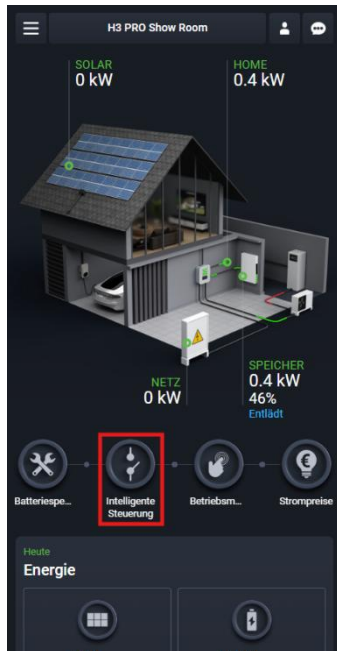 H3 PRO Show Room
SOLAR
0 kW
HOME
0.4 kW
NETZ
0 kW
SPEICHER
0.4 kW
46%
Entlädt
Batteriespe...
Intelligente
Steuerung
Betriebsm...
Strompreise
Heute
Energie